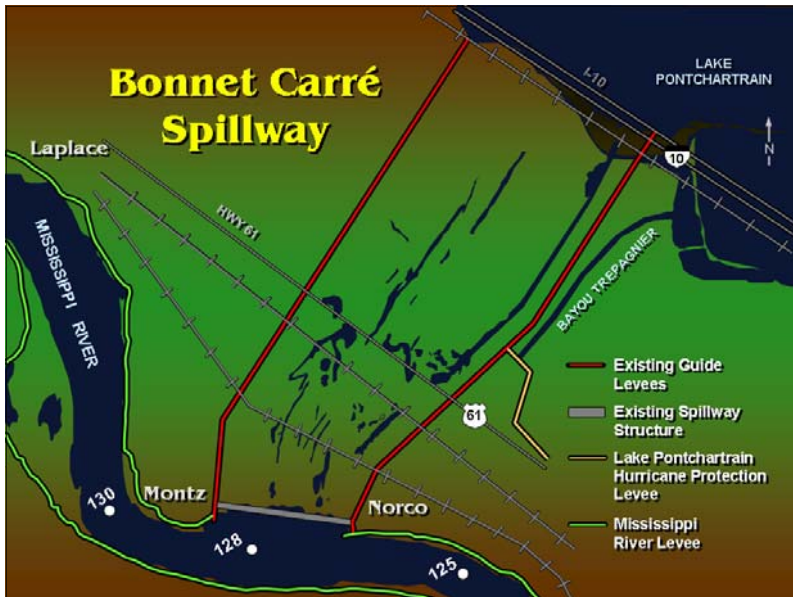 Bonnet Carré
Spillway
LAKE
PONTCHARTRAIN
I-10
10
N
Laplace
HWY 61
MISSISSIPPI RIVER
BAYOU TREPAGNIER
61
Existing Guide
Levees
Existing Spillway
Structure
Lake Pontchartrain
Hurricane Protection
Levee
Mississippi
River Levee
Montz
Norco
130
128
125